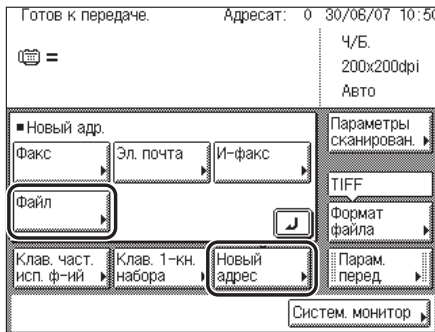 Готов к передаче. Адресат: 0 30/06/07 10:50
=
Ч/Б.
200x200dpi
Авто
■Новый адр.
Факс Эл. почта И-факс
Файл
Параметры
сканирован.
TIFF
Формат
файла
Клав. част. Клав. 1-кн. Новый Парам.
исп. ф-ий набора адрес перед.
Систем. монитор